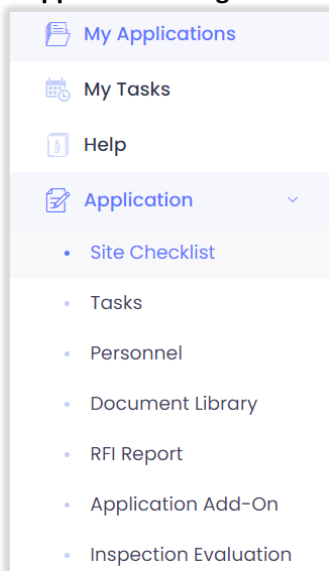 My Applications
My Tasks
Help
Application
Site Checklist
Tasks
Personnel
Document Library
RFI Report
Application Add-On
Inspection Evaluation